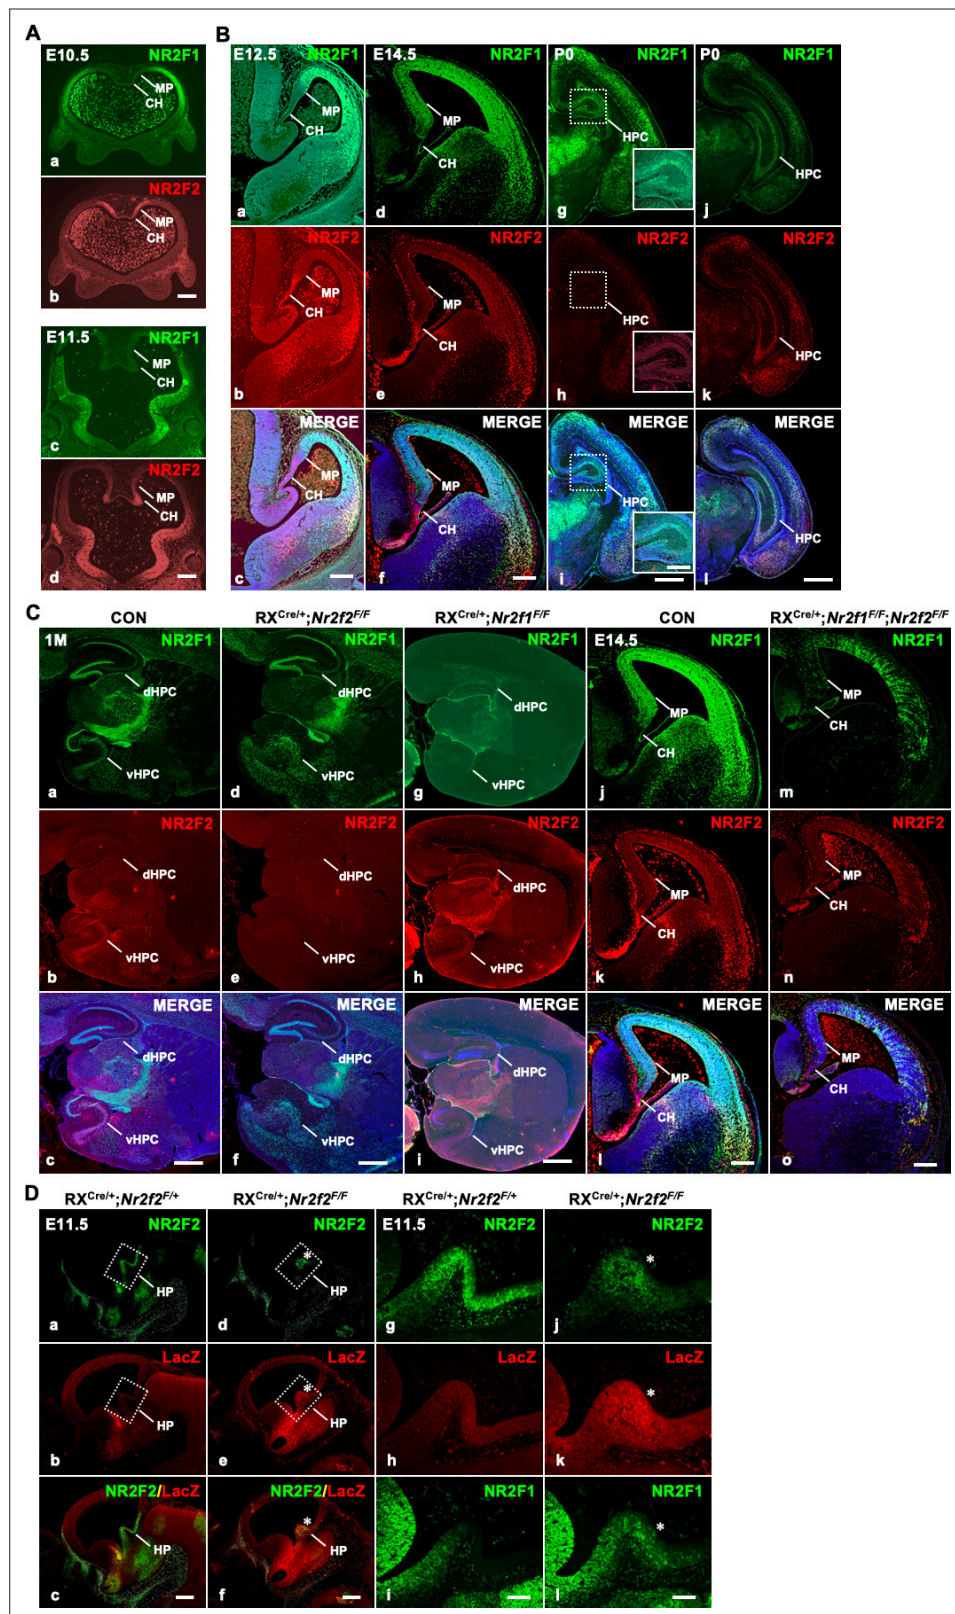 A
E10.5 NR2F1
MP
CH
a
NR2F2
MP
CH
b
E11.5 NR2F1
MP
CH
c
NR2F2
MP
CH
d
B
E12.5 NR2F1
MP
CH
a
E14.5 NR2F1
MP
CH
d
P0 NR2F1
HPC
g
P0 NR2F1
HPC
j
NR2F2
MP
CH
b
NR2F2
MP
CH
e
NR2F2
HPC
h
NR2F2
HPC
k
MERGE
MP
CH
c
MERGE
MP
CH
f
MERGE
HPC
i
MERGE
HPC
l
C
CON
RX^Cre/+;Nr2f2^F/F
RX^Cre/+;Nr2f1^F/F
CON
RX^Cre/+;Nr2f1^F/F;Nr2f2^F/F
1M NR2F1
dHPC
vHPC
a
NR2F1
dHPC
vHPC
d
NR2F1
dHPC
vHPC
g
E14.5 NR2F1
MP
CH
j
NR2F1
MP
CH
m
NR2F2
dHPC
vHPC
b
NR2F2
dHPC
vHPC
e
NR2F2
dHPC
vHPC
h
NR2F2
MP
CH
k
NR2F2
MP
CH
n
MERGE
dHPC
vHPC
c
MERGE
dHPC
vHPC
f
MERGE
dHPC
vHPC
i
MERGE
MP
CH
l
MERGE
MP
CH
o
D
RX^Cre/+;Nr2f2^F/+
RX^Cre/+;Nr2f2^F/F
RX^Cre/+;Nr2f2^F/+
RX^Cre/+;Nr2f2^F/F
E11.5 NR2F2
HP
a
NR2F2
*
HP
d
E11.5 NR2F2
g
NR2F2
*
j
LacZ
HP
b
LacZ
*
HP
e
LacZ
h
LacZ
*
k
NR2F2/LacZ
HP
c
NR2F2/LacZ
*
HP
f
NR2F1
i
NR2F1
*
l